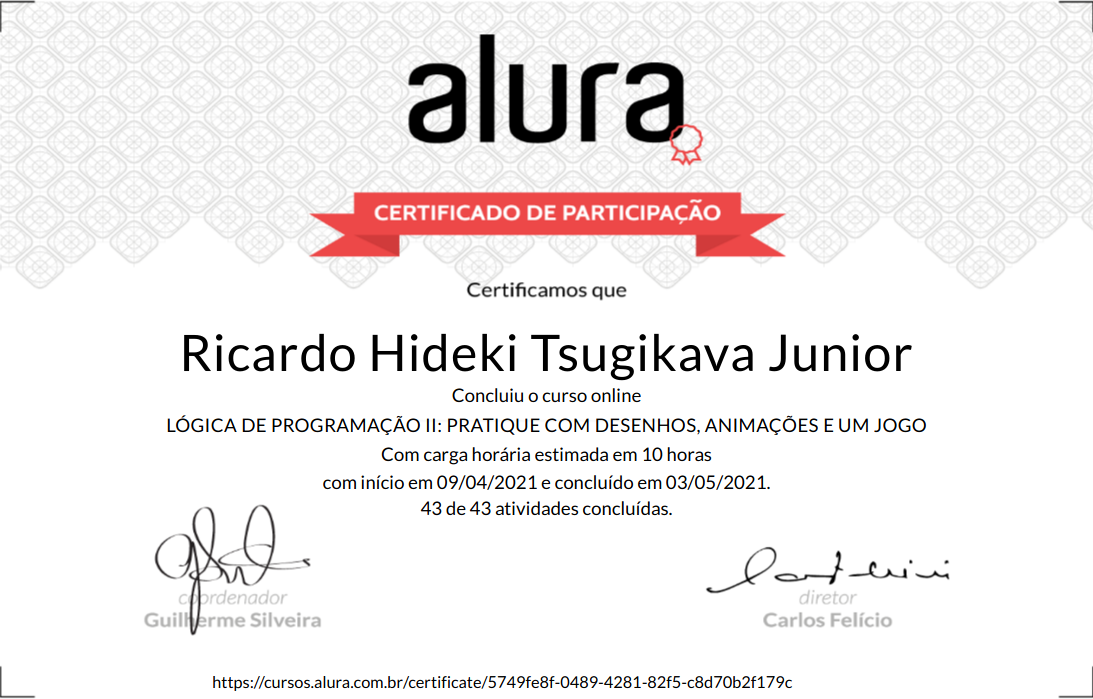 alura
CERTIFICADO DE PARTICIPAÇÃO
Certificamos que
Ricardo Hideki Tsugikava Junior
Concluiu o curso online
LÓGICA DE PROGRAMAÇÃO II: PRATIQUE COM DESENHOS, ANIMAÇÕES E UM JOGO
Com carga horária estimada em 10 horas
com início em 09/04/2021 e concluído em 03/05/2021.
43 de 43 atividades concluídas.
coordenador
Guilherme Silveira
diretor
Carlos Felício
https://cursos.alura.com.br/certificate/5749fe8f-0489-4281-82f5-c8d70b2f179c